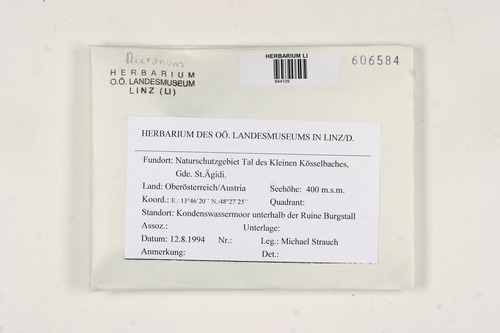 Dicranum
HERBARIUM
O.Ö. LANDESMUSEUM
LINZ (LI)
HERBARIUM LI
844109
606584
HERBARIUM DES OÖ. LANDESMUSEUMS IN LINZ/D.
Fundort: Naturschutzgebiet Tal des Kleinen Kösselbaches,
Gde. St.Ägidi.
Land: Oberösterreich/Austria Seehöhe: 400 m.s.m.
Koord.: E.: 13°46´20´´ N.:48°27´25´´ Quadrant:
Standort: Kondenswassermoor unterhalb der Ruine Burgstall
Assoz.: Unterlage:
Datum: 12.8.1994 Nr.: Leg.: Michael Strauch
Anmerkung: Det.: